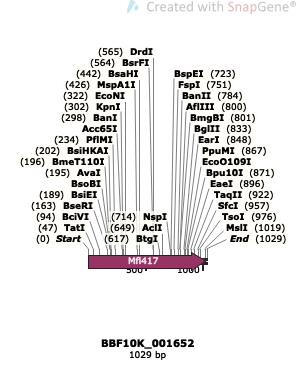 Created with SnapGene®
(565) DrdI
(564) BsrFI
(442) BsaHI BspEI (723)
(426) MspA1I FspI (751)
(322) EcoNI BanII (784)
(302) KpnI AflIII (800)
(298) BanI BmgBI (801)
Acc65I BglII (833)
(234) PflMI EarI (848)
(202) BsiHKAI PpuMI (867)
(196) BmeT110I EcoO109I
(195) AvaI Bpu10I (871)
BsoBI EaeI (896)
(189) BsiEI TaqII (922)
(163) BseRI SfcI (957)
(94) BciVI (714) NspI TsoI (976)
(47) TatI (649) AclI MslI (1019)
(0) Start (617) BtgI End (1029)
Mfl417
500 1000
BBF10K_001652
1029 bp